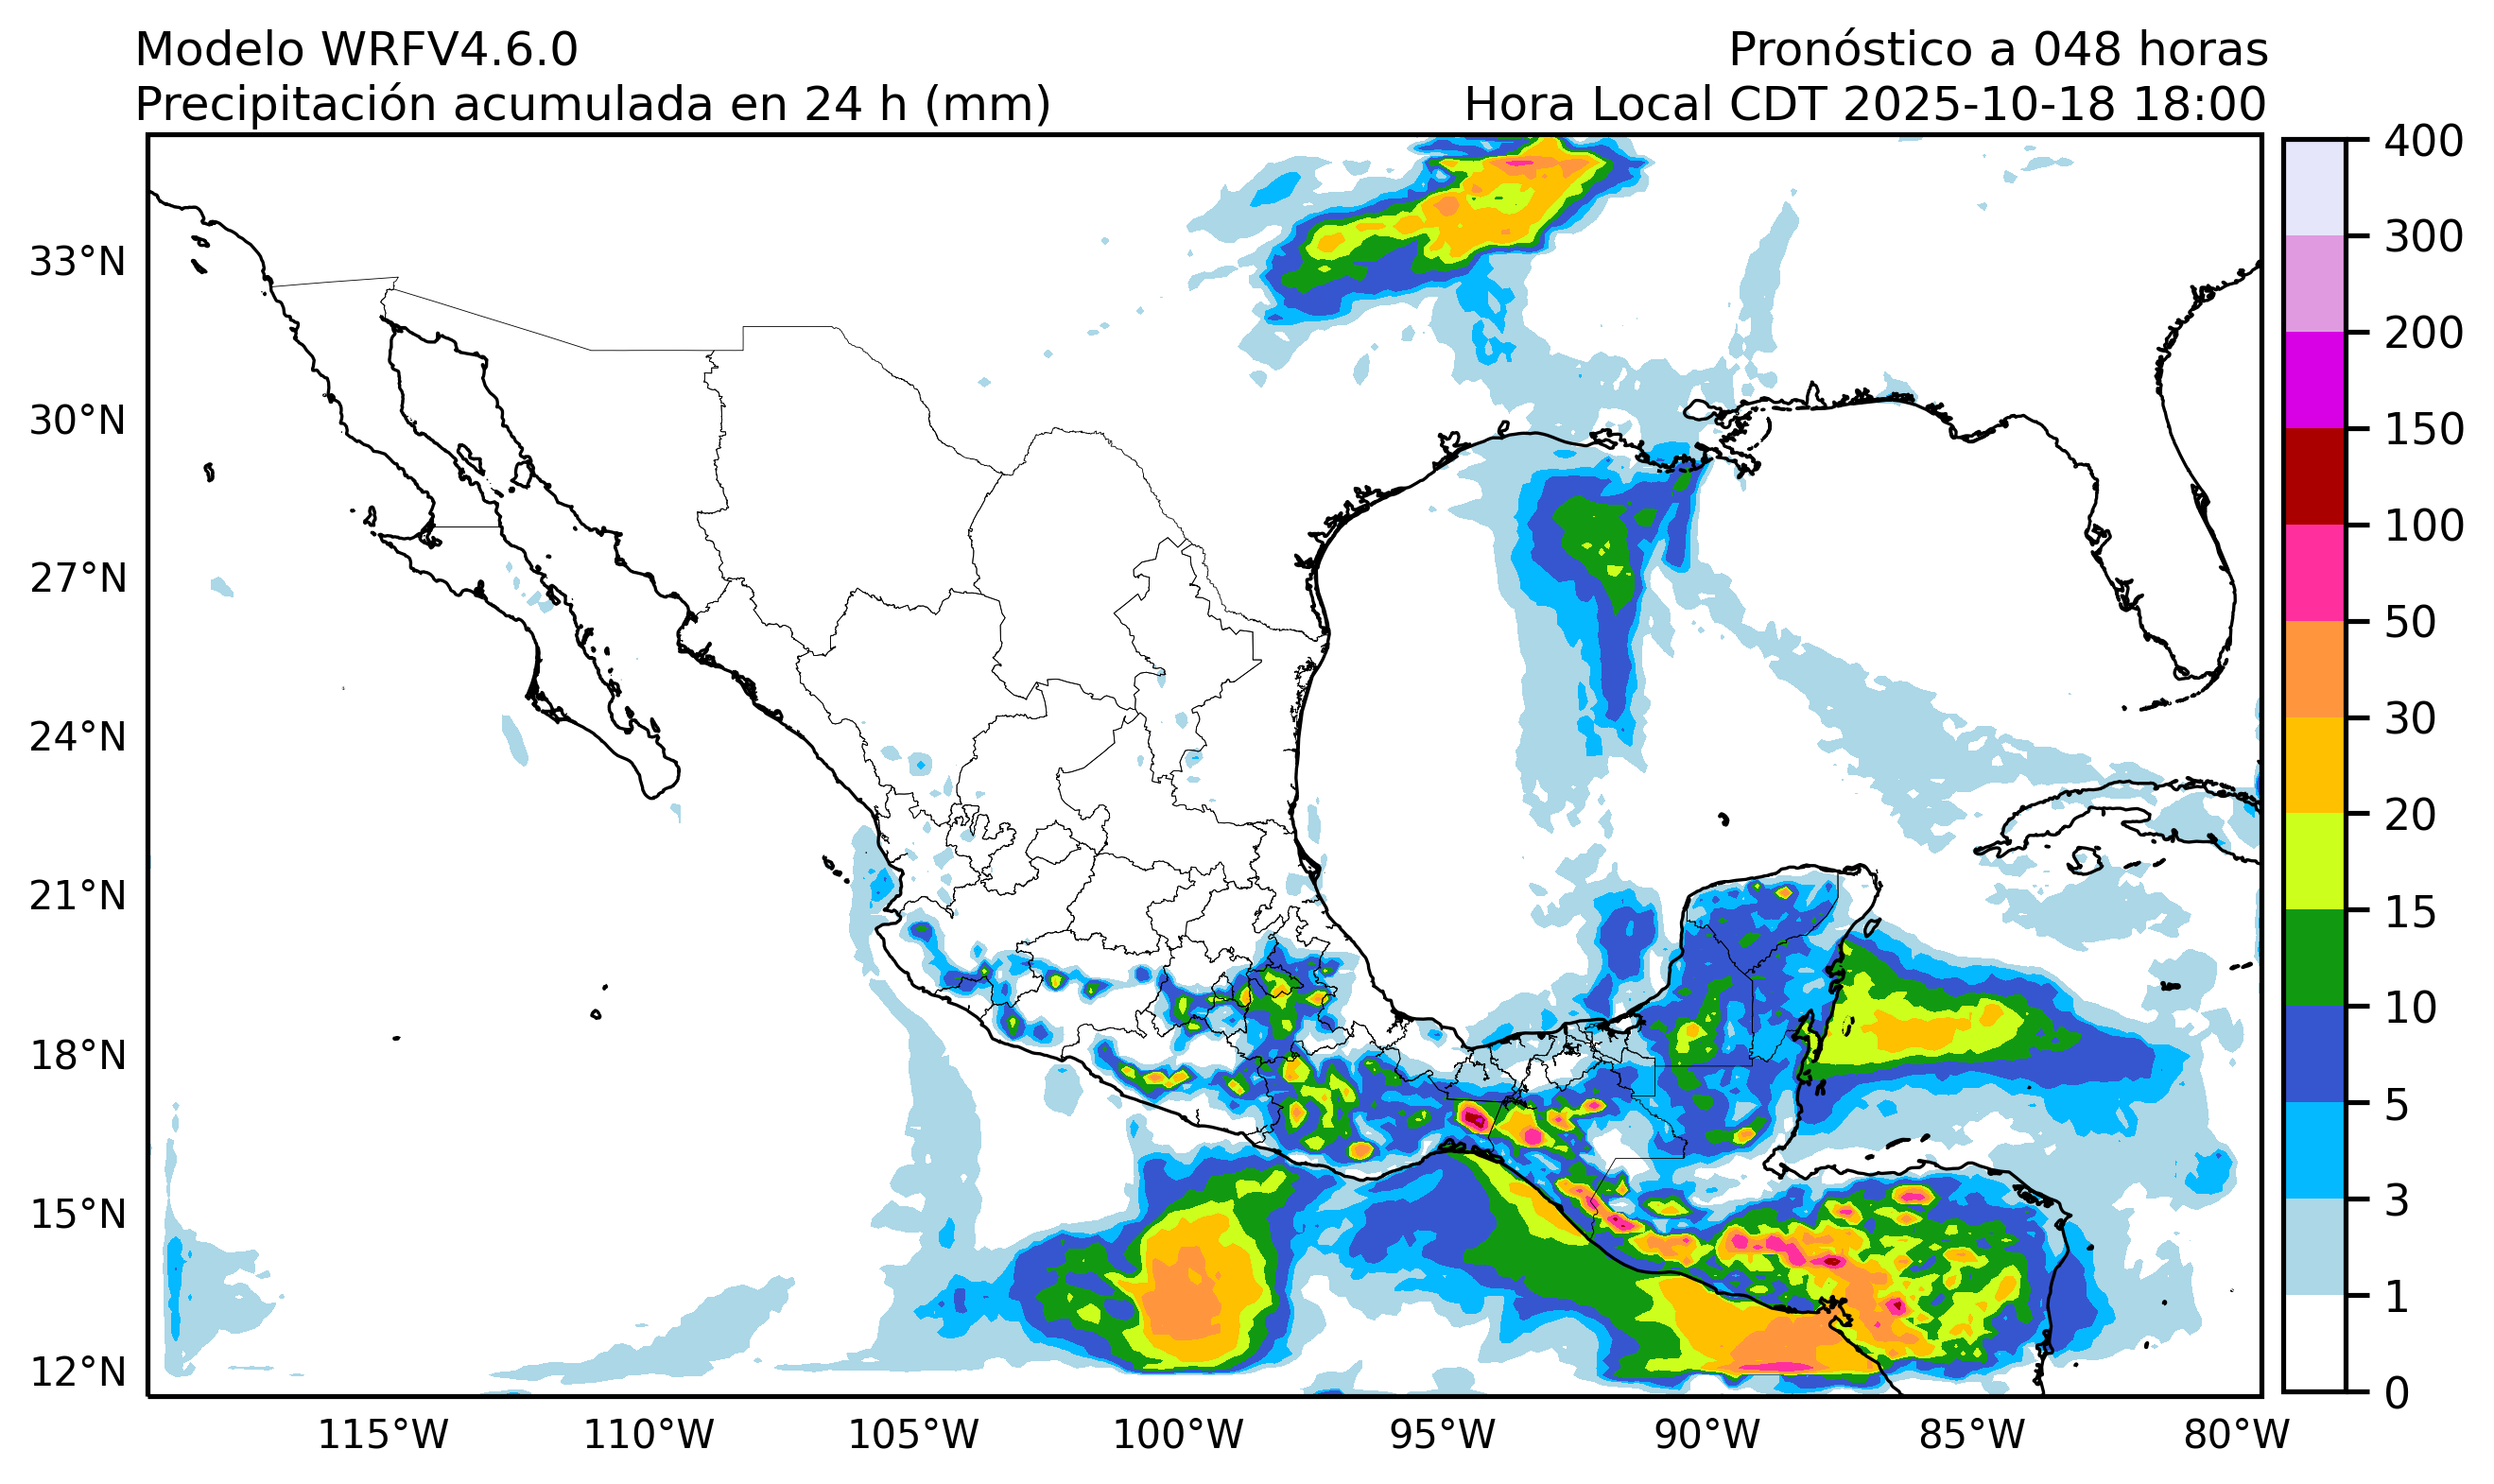 Modelo WRFV4.6.0
Pronóstico a 048 horas
Precipitación acumulada en 24 h (mm)
Hora Local CDT 2025-10-18 18:00
33°N
30°N
27°N
24°N
21°N
18°N
15°N
12°N
115°W
110°W
105°W
100°W
95°W
90°W
85°W
80°W
400
300
200
150
100
50
30
20
15
10
5
3
1
0